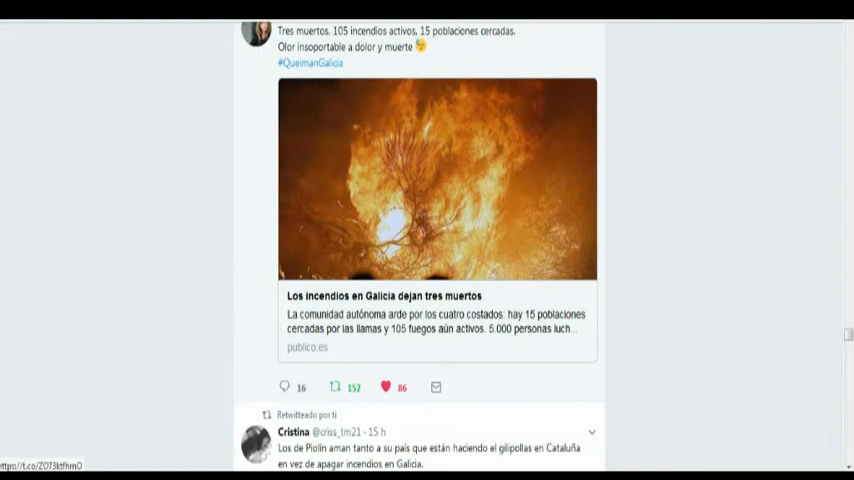 Tres muertos. 105 incendios activos, 15 poblaciones cercadas.
Olor insoportable a dolor y muerte
#QueimanGalicia
Los incendios en Galicia dejan tres muertos
La comunidad autónoma arde por los cuatro costados: hay 15 poblaciones
cercadas por las llamas y 105 fuegos aún activos. 5.000 personas luch...
publico.es
16 152 86
Retwitteado por ti
Cristina @criss_tm21 · 15 h
Los de Piolín aman tanto a su país que están haciendo el gilipollas en Cataluña
en vez de apagar incendios en Galicia.
ttps://t.co/ZO73ktfhmO